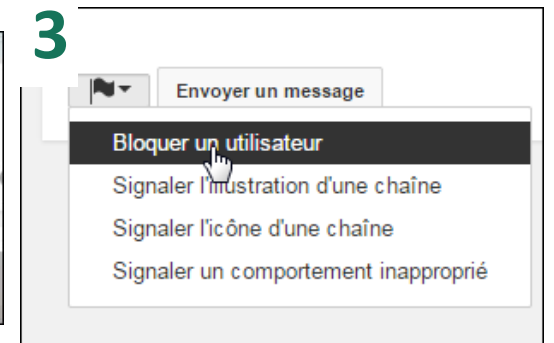 3
Envoyer un message
Bloquer un utilisateur
Signaler l'illustration d'une chaîne
Signaler l'icône d'une chaîne
Signaler un comportement inapproprié